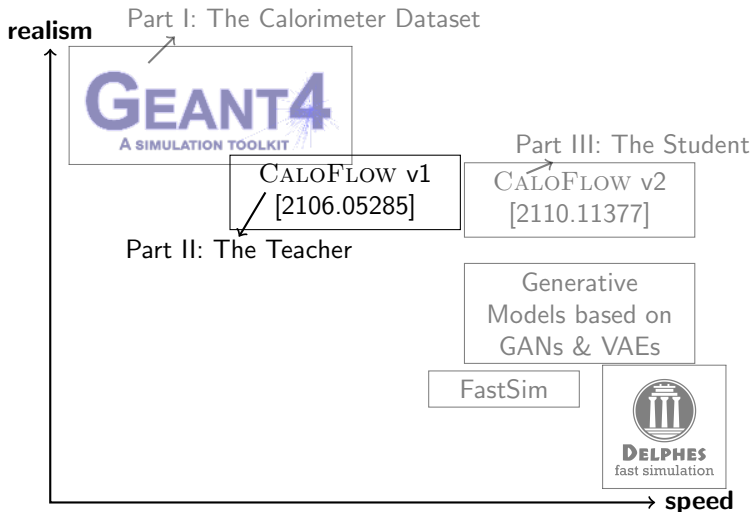 Part I: The Calorimeter Dataset
realism
GEANT4
A SIMULATION TOOLKIT
Part III: The Student
CALOFLOW v1
[2106.05285]
CALOFLOW v2
[2110.11377]
Part II: The Teacher
Generative
Models based on
GANs & VAEs
FastSim
DELPHES
fast simulation
speed